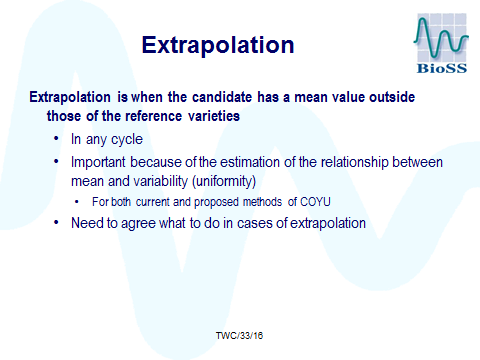 Extrapolation
BioSS
Extrapolation is when the candidate has a mean value outside
those of the reference varieties
• In any cycle
• Important because of the estimation of the relationship between
mean and variability (uniformity)
• For both current and proposed methods of COYU
• Need to agree what to do in cases of extrapolation
TWC/33/16